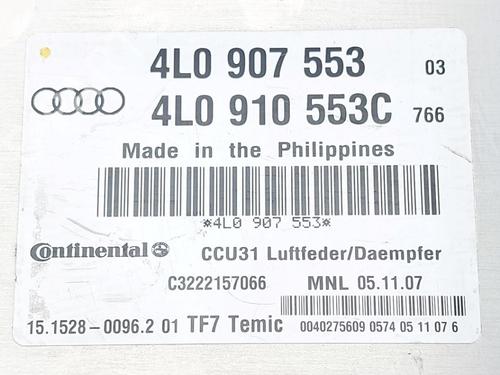 4L0 907 553 03
4L0 910 553C 766
Made in the Philippines
*4L0 907 553*
Continental CCU31 Luftfeder/Daempfer
C3222157066 MNL 05.11.07
15.1528-0096.2 01 TF7 Temic 0040275609 0574 05 11 07 6